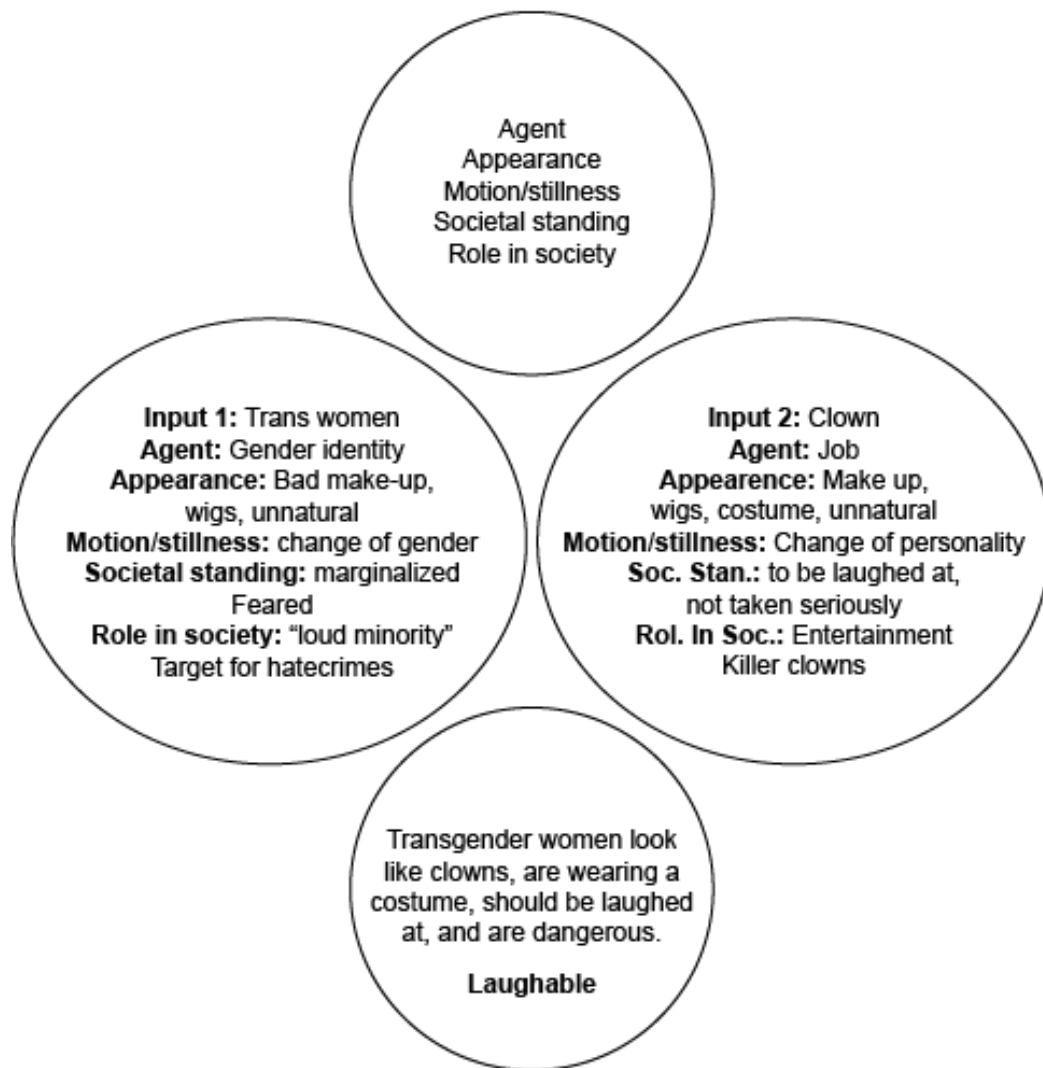 Agent
Appearance
Motion/stillness
Societal standing
Role in society
Input 1: Trans women
Agent: Gender identity
Appearance: Bad make-up,
wigs, unnatural
Motion/stillness: change of gender
Societal standing: marginalized
Feared
Role in society: “loud minority”
Target for hatecrimes
Input 2: Clown
Agent: Job
Appearence: Make up,
wigs, costume, unnatural
Motion/stillness: Change of personality
Soc. Stan.: to be laughed at,
not taken seriously
Rol. In Soc.: Entertainment
Killer clowns
Transgender women look
like clowns, are wearing a
costume, should be laughed
at, and are dangerous.
Laughable